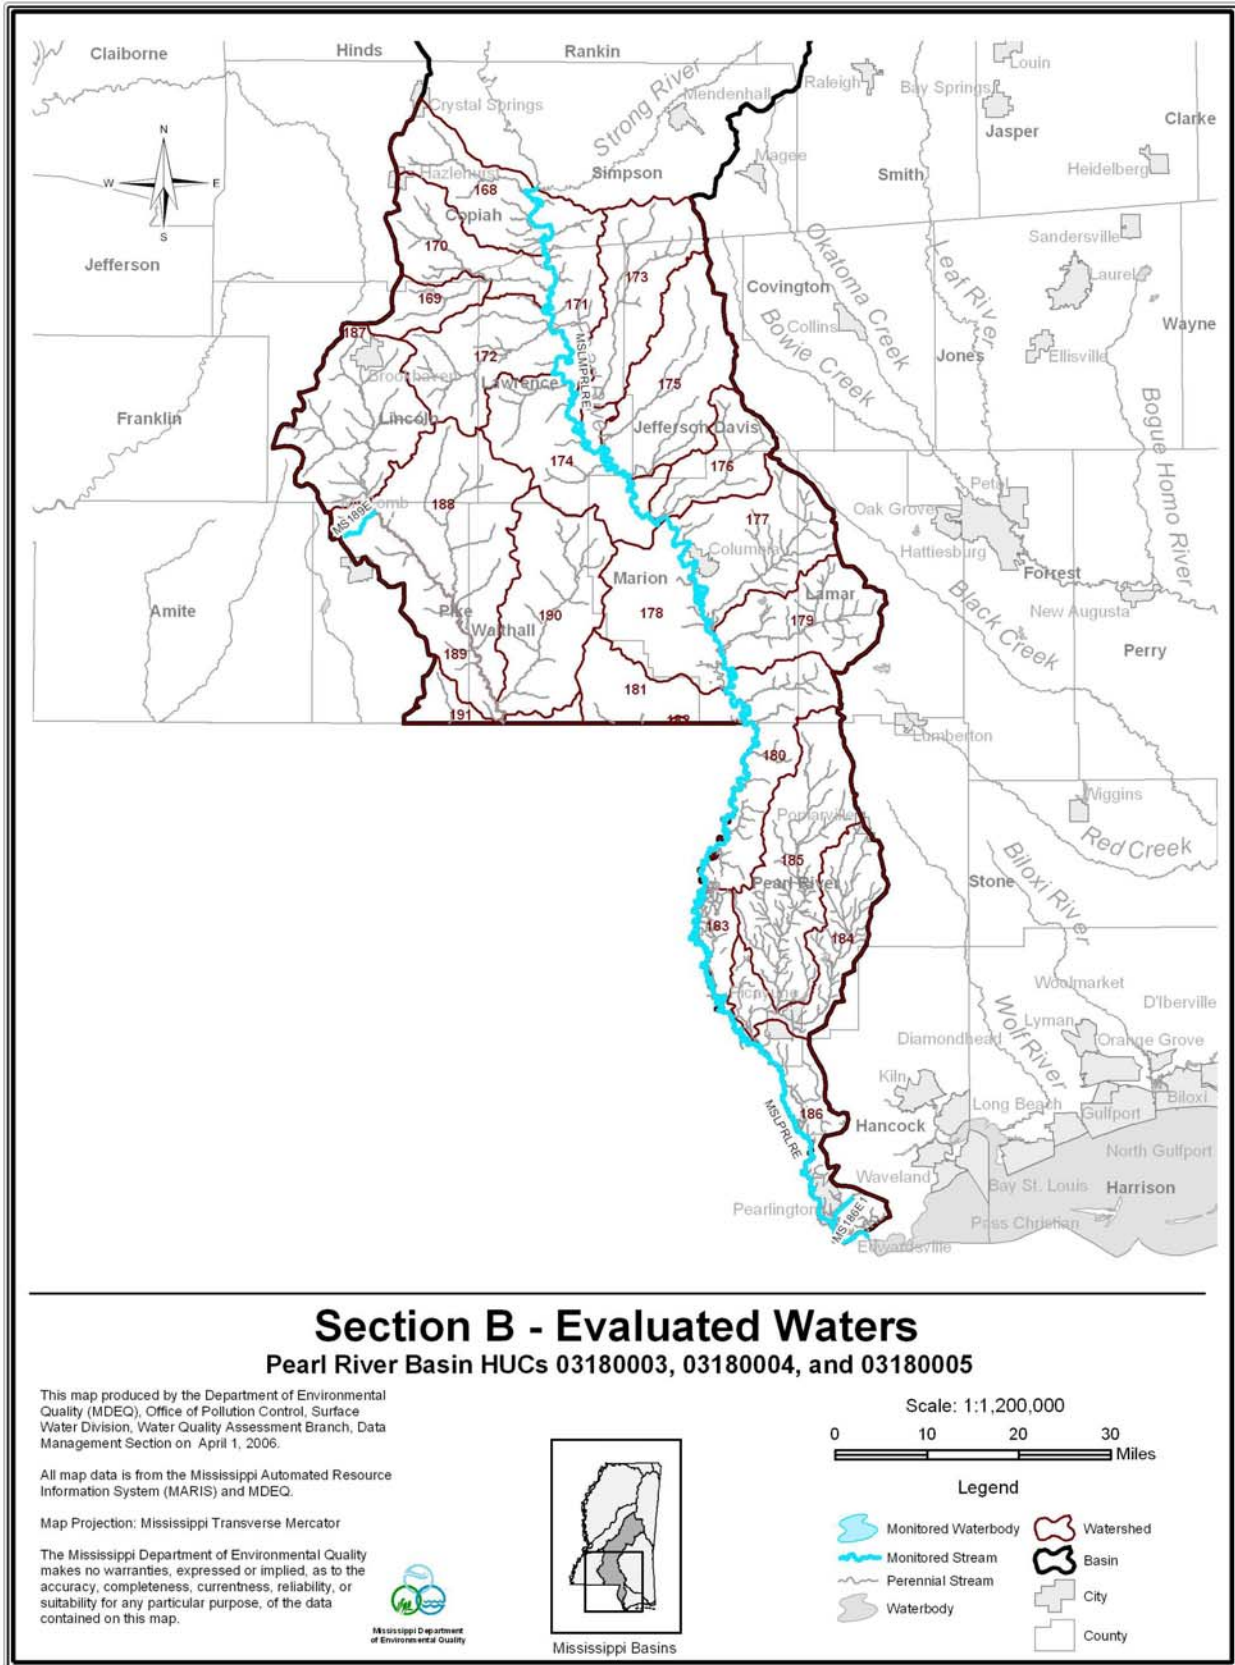 Claiborne
Hinds
Rankin
Louin
Raleigh
Bay Springs
Strong River
Mendenhall
Crystal Springs
Clarke
Jasper
N
Magee
Heidelberg
W
E
Hazlehurst
Simpson
Smith
168
S
Copiah
Sandersville
170
Okatoma Creek
Leaf River
Jefferson
Laurel
173
Covington
169
171
Wayne
Collins
187
Bowie Creek
172
MSLMPRLRE
Jones
Ellisville
Brookhaven
Lawrence
175
Franklin
Lincoln
Jefferson Davis
Bogue Homo River
174
176
Petal
188
MS189E
Oak Grove
177
Hattiesburg
Columbia
Forrest
Marion
Lamar
Amite
Black Creek
New Augusta
Pike
190
178
179
Walthall
Perry
189
181
191
Lumberton
180
Wiggins
Poplarville
Red Creek
185
Biloxi River
Pearl River
Stone
183
184
Picayune
Woolmarket
Wolf River
D'Iberville
Lyman
Diamondhead
Orange Grove
Kiln
Long Beach
Biloxi
186
Gulfport
MSLPRLRE
Hancock
North Gulfport
Waveland
Bay St. Louis
Harrison
Pearlington
MS186E1
Pass Christian
Edwardsville
Section B - Evaluated Waters
Pearl River Basin HUCs 03180003, 03180004, and 03180005
This map produced by the Department of Environmental
Quality (MDEQ), Office of Pollution Control, Surface
Water Division, Water Quality Assessment Branch, Data
Management Section on April 1, 2006.
All map data is from the Mississippi Automated Resource
Information System (MARIS) and MDEQ.
Map Projection: Mississippi Transverse Mercator
The Mississippi Department of Environmental Quality
makes no warranties, expressed or implied, as to the
accuracy, completeness, currentness, reliability, or
suitability for any particular purpose, of the data
contained on this map.
Mississippi Department
of Environmental Quality
Mississippi Basins
Scale: 1:1,200,000
0 10 20 30
Miles
Legend
Monitored Waterbody
Monitored Stream
Perennial Stream
Waterbody
Watershed
Basin
City
County